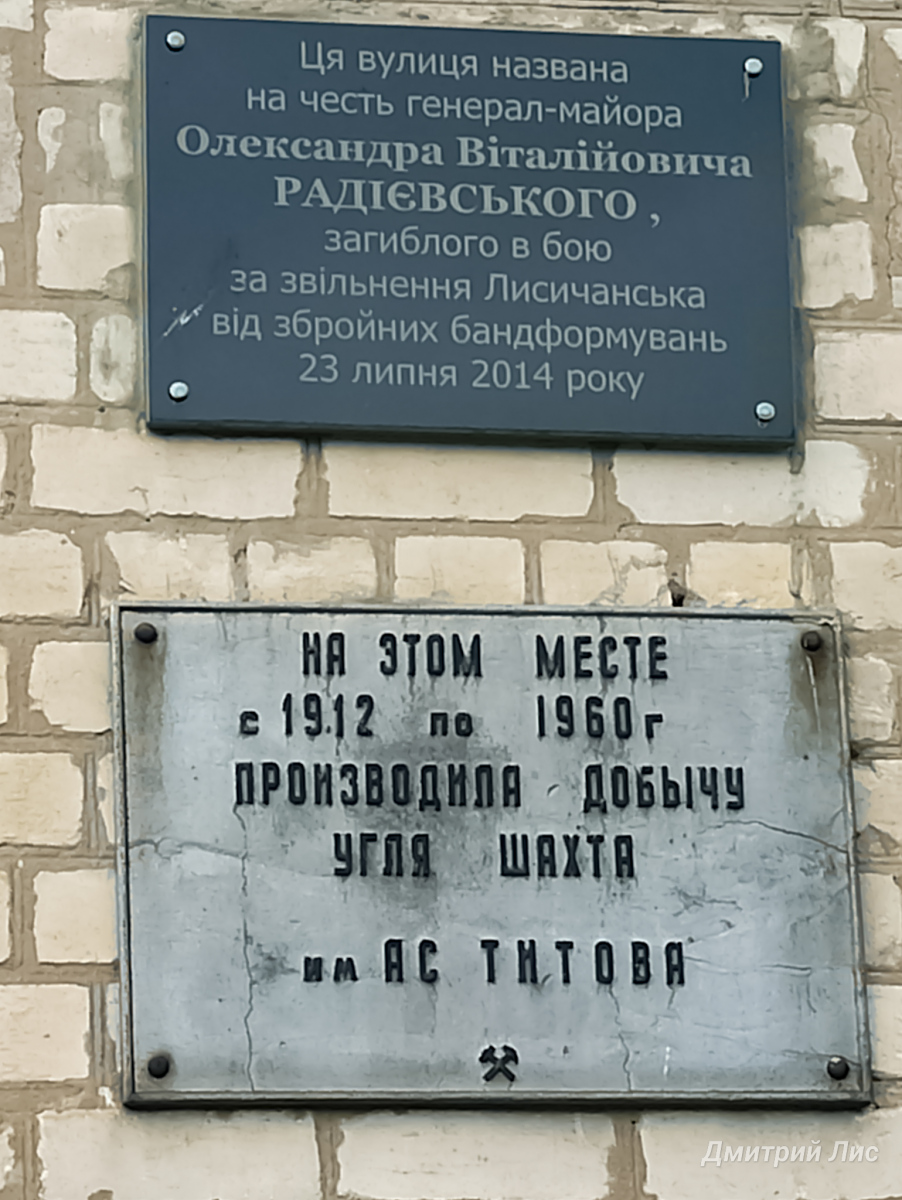 Ця вулиця названа
на честь генерал-майора
Олександра Віталійовича
РАДІЄВСЬКОГО ,
загиблого в бою
за звільнення Лисичанська
від збройних бандформувань
23 липня 2014 року
НА ЭТОМ МЕСТЕ
с 1912 по 1960 г
ПРОИЗВОДИЛА ДОБЫЧУ
УГЛЯ ШАХТА
им АС ТИТОВА
Дмитрий Лис